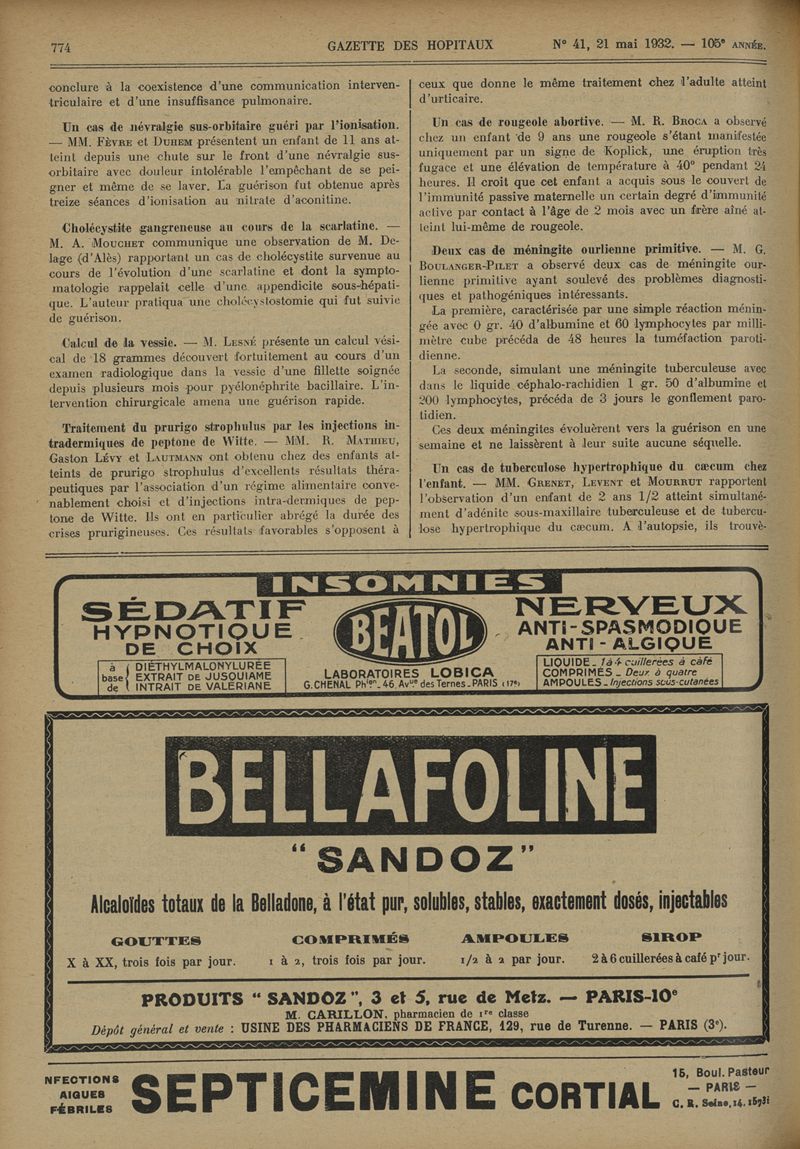 774
GAZETTE DES HOPITAUX
N° 41, 21 mai 1932. — 105e ANNÉE.
conclure à la coexistence d'une communication interven-
triculaire et d'une insuffisance pulmonaire.
Un cas de névralgie sus-orbitaire guéri par l'ionisation.
— MM. FÈVRE et DUHEM présentent un enfant de 11 ans at-
teint depuis une chute sur le front d'une névralgie sus-
orbitaire avec douleur intolérable l'empêchant de se pei-
gner et même de se laver. La guérison fut obtenue après
treize séances d'ionisation au nitrate d'aconitine.
Cholécystite gangreneuse au cours de la scarlatine. —
M. A. MOUCHET communique une observation de M. De-
lage (d'Alès) rapportant un cas de cholécystite survenue au
cours de l'évolution d'une scarlatine et dont la sympto-
matologie rappelait celle d'une appendicite sous-hépati-
que. L'auteur pratiqua une cholécystostomie qui fut suivie
de guérison.
Calcul de la vessie. — M. LESNÉ présente un calcul vési-
cal de 18 grammes découvert fortuitement au cours d'un
examen radiologique dans la vessie d'une fillette soignée
depuis plusieurs mois pour pyélonéphrite bacillaire. L'in-
tervention chirurgicale amena une guérison rapide.
Traitement du prurigo strophulus par les injections in-
tradermiques de peptone de Witte. — MM. R. MATHIEU,
Gaston LÉVY et LAUTMANN ont obtenu chez des enfants at-
teints de prurigo strophulus d'excellents résultats théra-
peutiques par l'association d'un régime alimentaire conve-
nablement choisi et d'injections intra-dermiques de pep-
tone de Witte. Ils ont en particulier abrégé la durée des
crises prurigineuses. Ces résultats favorables s'opposent à
ceux que donne le même traitement chez l'adulte atteint
d'urticaire.
Un cas de rougeole abortive. — M. R. BROCA a observé
chez un enfant de 9 ans une rougeole s'étant manifestée
uniquement par un signe de Koplick, une éruption très
fugace et une élévation de température à 40° pendant 24
heures. Il croit que cet enfant a acquis sous le couvert de
l'immunité passive maternelle un certain degré d'immunité
active par contact à l'âge de 2 mois avec un frère aîné at-
teint lui-même de rougeole.
Deux cas de méningite ourlienne primitive. — M. G.
BOULANGER-PILET a observé deux cas de méningite our-
lienne primitive ayant soulevé des problèmes diagnosti-
ques et pathogéniques intéressants.
La première, caractérisée par une simple réaction ménin-
gée avec 0 gr. 40 d'albumine et 60 lymphocytes par milli-
mètre cube précéda de 48 heures la tuméfaction paroti-
dienne.
La seconde, simulant une méningite tuberculeuse avec
dans le liquide céphalo-rachidien 1 gr. 50 d'albumine et
200 lymphocytes, précéda de 3 jours le gonflement paro-
tidien.
Ces deux méningites évoluèrent vers la guérison en une
semaine et ne laissèrent à leur suite aucune séquelle.
Un cas de tuberculose hypertrophique du cæcum chez
l'enfant. — MM. GRENET, LEVENT et MOURRUT rapportent
l'observation d'un enfant de 2 ans 1/2 atteint simultané-
ment d'adénite sous-maxillaire tuberculeuse et de tubercu-
lose hypertrophique du cæcum. A l'autopsie, ils trouvè-
INSOMNIES
SÉDATIF
HYPNOTIQUE
DE CHOIX
à base de
DIÉTHYLMALONYLURÉE
EXTRAIT DE JUSQUIAME
INTRAIT DE VALÉRIANE
BEATOL
LABORATOIRES LOBICA
G. CHENAL Phien. 46 Avue des Ternes. PARIS (17e)
NERVEUX
ANTI-SPASMODIQUE
ANTI-ALGIQUE
LIQUIDE_ 1 à 4 cuillerées à café
COMPRIMÉS _ Deux à quatre
AMPOULES _ Injections sous-cutanées
BELLAFOLINE
“ SANDOZ ”
Alcaloïdes totaux de la Belladone, à l'état pur, solubles, stables, exactement dosés, injectables
GOUTTES
X à XX, trois fois par jour.
COMPRIMÉS
1 à 2, trois fois par jour.
AMPOULES
1/2 à 2 par jour.
SIROP
2 à 6 cuillerées à café pr jour.
PRODUITS “ SANDOZ ”, 3 et 5, rue de Metz. — PARIS-10e
M. CARILLON, pharmacien de 1re classe
Dépôt général et vente : USINE DES PHARMACIENS DE FRANCE, 129, rue de Turenne. — PARIS (3e).
NFECTIONS
AIGUES
FÉBRILES
SEPTICEMINE CORTIAL
15, Boul. Pasteur
— PARIS —
C. R. Seine, 14.